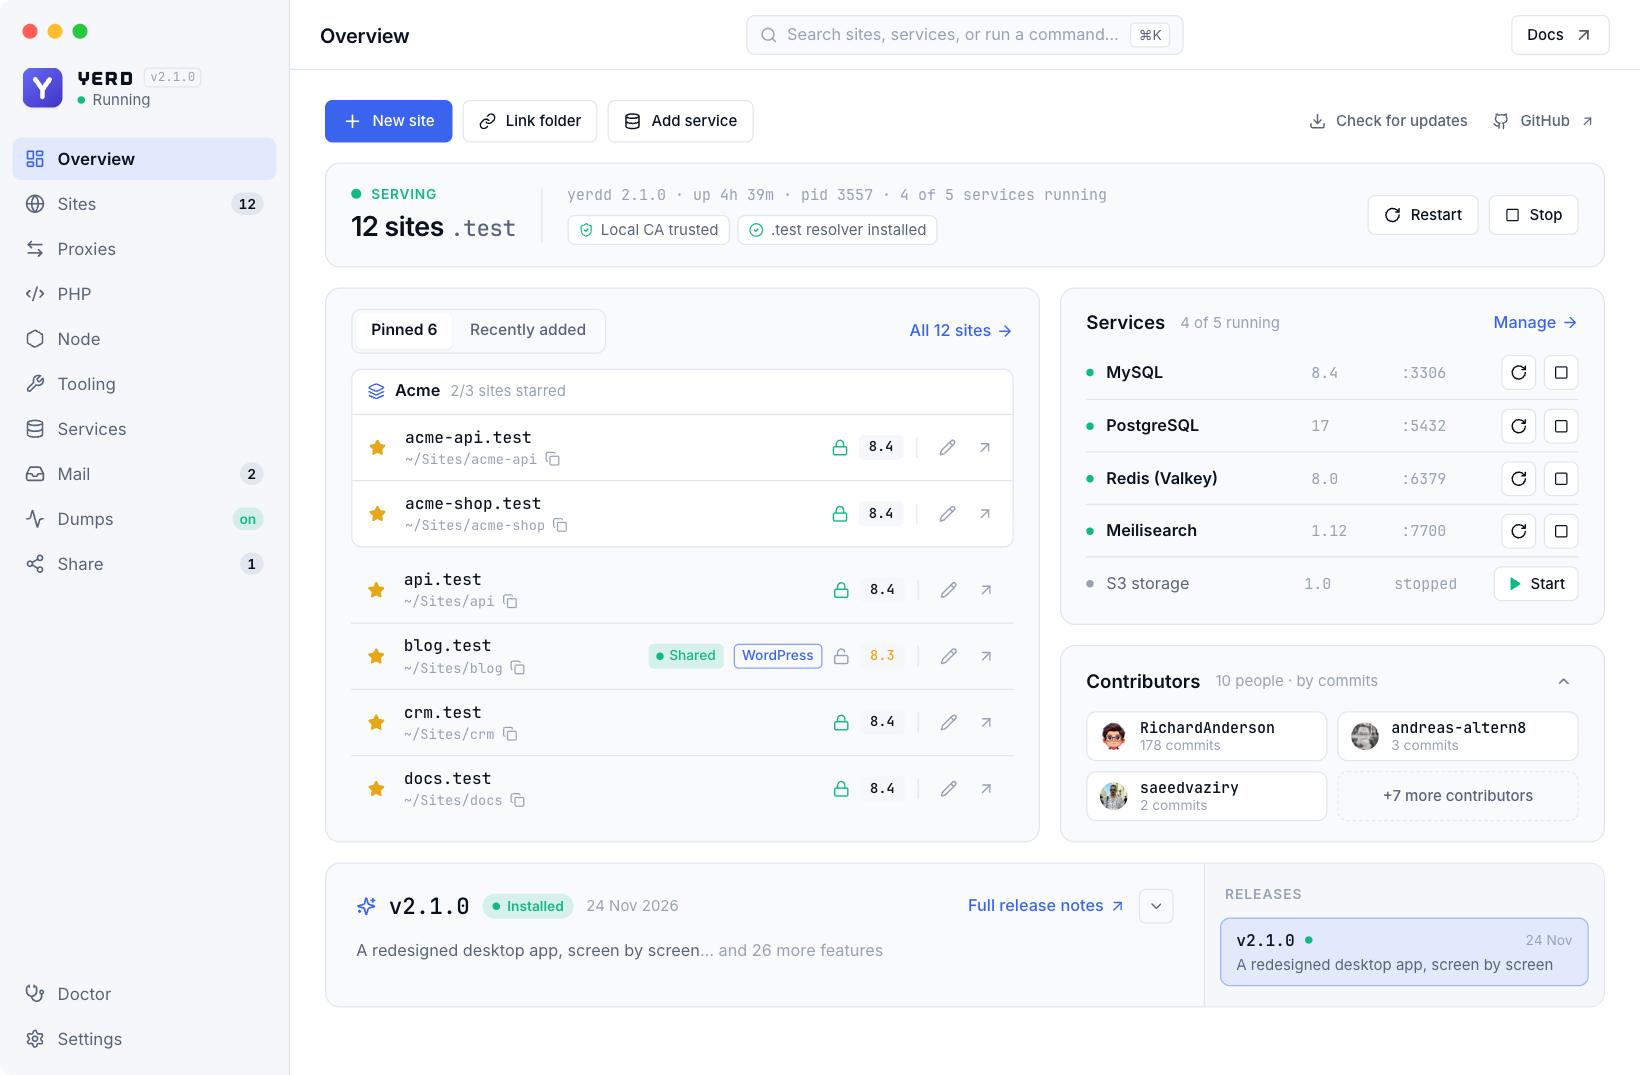 YERD v2.1.0
Running
Overview
Sites 12
Proxies
PHP
Node
Tooling
Services
Mail 2
Dumps on
Share 1
Doctor
Settings
Overview
Search sites, services, or run a command... ⌘K
Docs
New site
Link folder
Add service
Check for updates
GitHub
SERVING
12 sites .test
yerdd 2.1.0 · up 4h 39m · pid 3557 · 4 of 5 services running
Local CA trusted
.test resolver installed
Restart
Stop
Pinned 6
Recently added
All 12 sites
Acme 2/3 sites starred
acme-api.test
~/Sites/acme-api
8.4
acme-shop.test
~/Sites/acme-shop
8.4
api.test
~/Sites/api
8.4
blog.test
~/Sites/blog
Shared
WordPress
8.3
crm.test
~/Sites/crm
8.4
docs.test
~/Sites/docs
8.4
Services 4 of 5 running
Manage
MySQL 8.4 :3306
PostgreSQL 17 :5432
Redis (Valkey) 8.0 :6379
Meilisearch 1.12 :7700
S3 storage 1.0 stopped Start
Contributors 10 people · by commits
RichardAnderson
178 commits
andreas-altern8
3 commits
saeedvaziry
2 commits
+7 more contributors
v2.1.0 Installed 24 Nov 2026
Full release notes
A redesigned desktop app, screen by screen... and 26 more features
RELEASES
v2.1.0 24 Nov
A redesigned desktop app, screen by screen